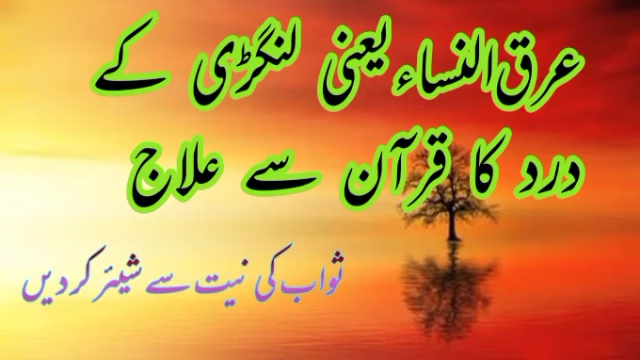 عرق النساء یعنی لنگڑی کے
درد کا قرآن سے علاج
ثواب کی نیت سے شیئر کردیں